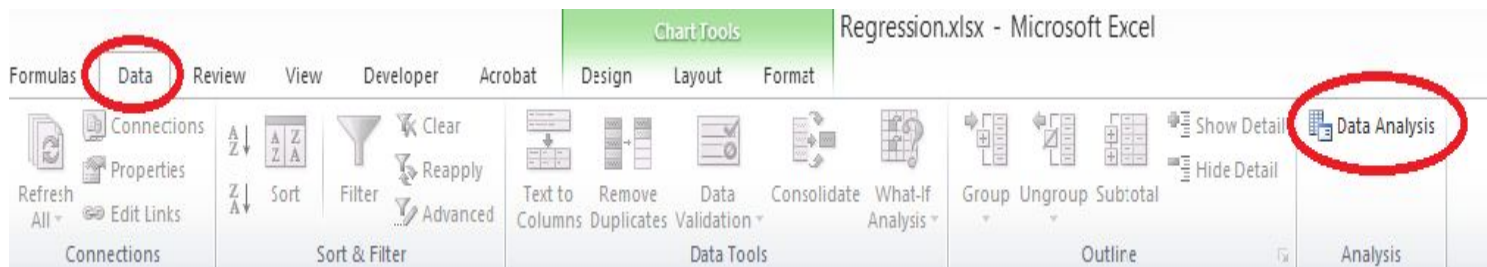 Chart Tools
Regression.xlsx - Microsoft Excel
Formulas Data Review View Developer Acrobat Design Layout Format
Refresh All
Connections
Properties
Edit Links
Connections
A Z
Z A
A Z Z A
Sort
Filter
Clear
Reapply
Advanced
Sort & Filter
Text to Columns
Remove Duplicates
Data Validation
Consolidate
What-If Analysis
Data Tools
Group
Ungroup
Subtotal
Show Detail
Hide Detail
Outline
Data Analysis
Analysis